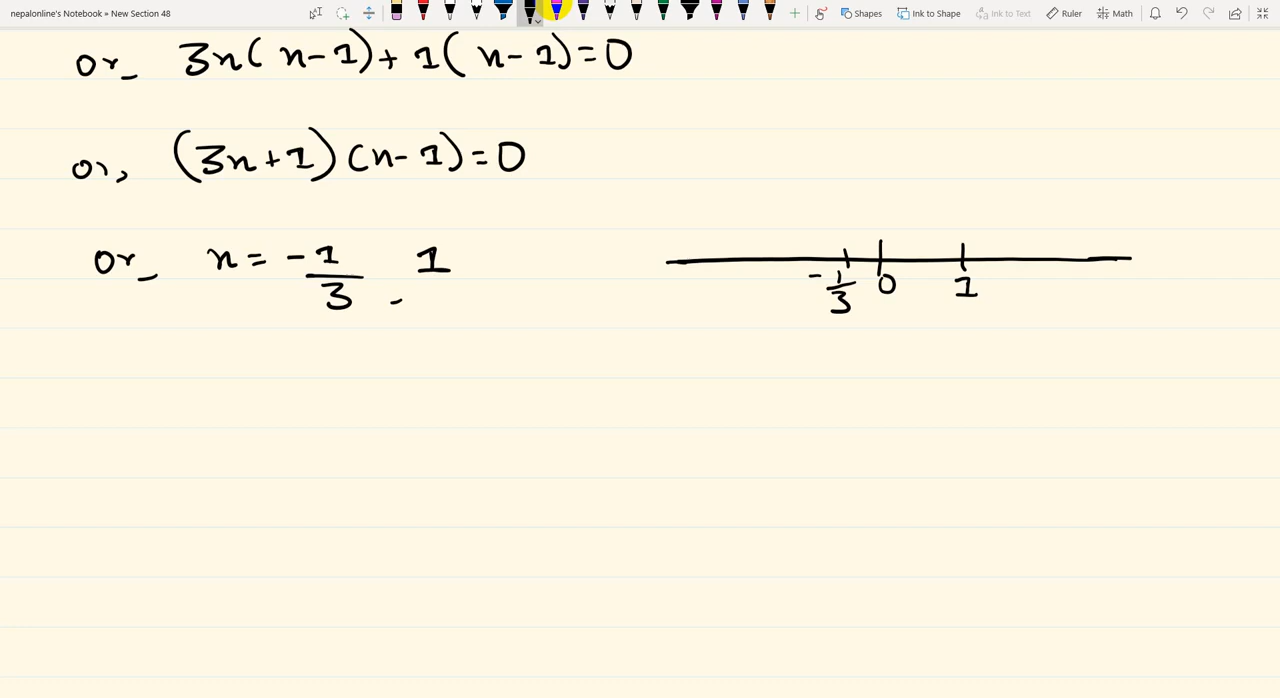 nepalonline's Notebook » New Section 48
Shapes Ink to Shape Ink to Text Ruler Math
or, 3x(x-1)+1(x-1)=0
or, (3x+1)(x-1)=0
or, x = -1/3, 1
-1/3 0 1